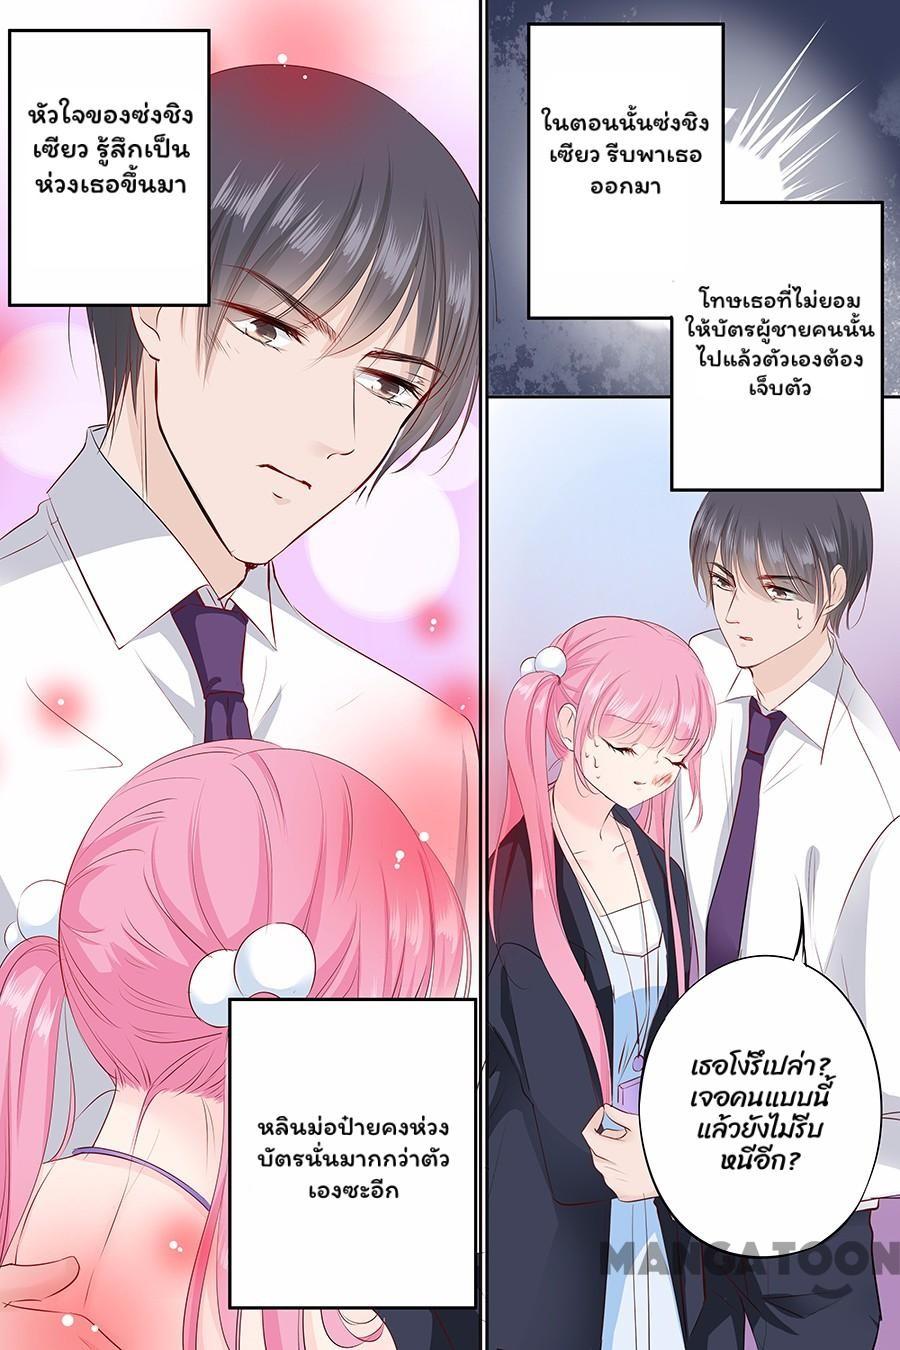 หัวใจของซ่งชิง
เซียว รู้สึกเป็น
ห่วงเธอขึ้นมา
หลินม่อป๋ายคงห่วง
บัตรนั่นมากกว่าตัว
เองซะอีก
ในตอนนั้นซ่งชิง
เซียว รีบพาเธอ
ออกมา
โทษเธอที่ไม่ยอม
ให้บัตรผู้ชายคนนั้น
ไปแล้วตัวเองต้อง
เจ็บตัว
เธอโง่รึเปล่า?
เจอคนแบบนี้
แล้วยังไม่รีบ
หนีอีก?
MANGATOON